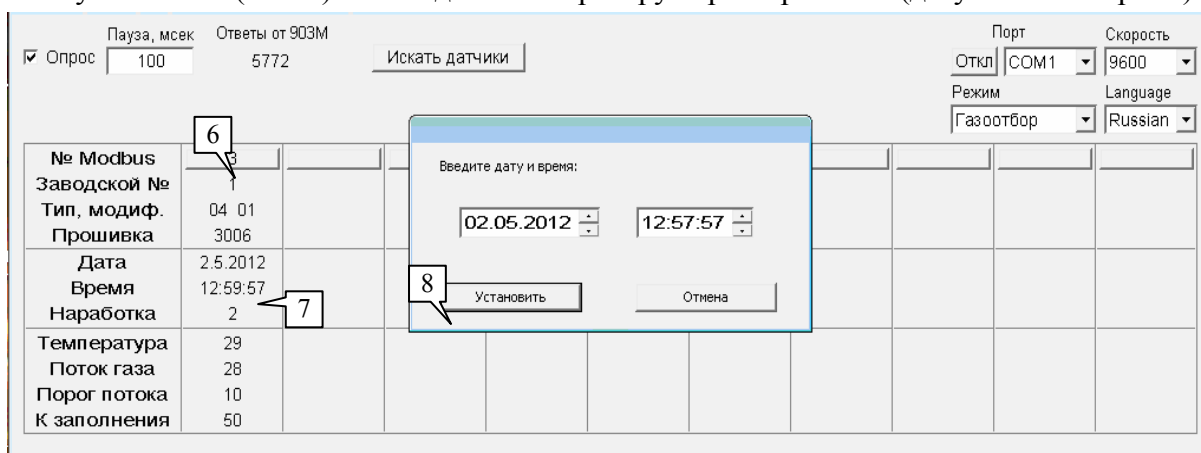 Пауза, мсек Ответы от 903М Порт Скорость
Опрос 100 5772 Искать датчики Откл COM1 9600
Режим Language
Газоотбор Russian
6
№ Modbus 3
Введите дату и время:
Заводской № 1
Тип, модиф. 04 01
02.05.2012 12:57:57
Прошивка 3006
Дата 2.5.2012
8
Время 12:59:57
Установить Отмена
7
Наработка 2
Температура 29
Поток газа 28
Порог потока 10
К заполнения 50